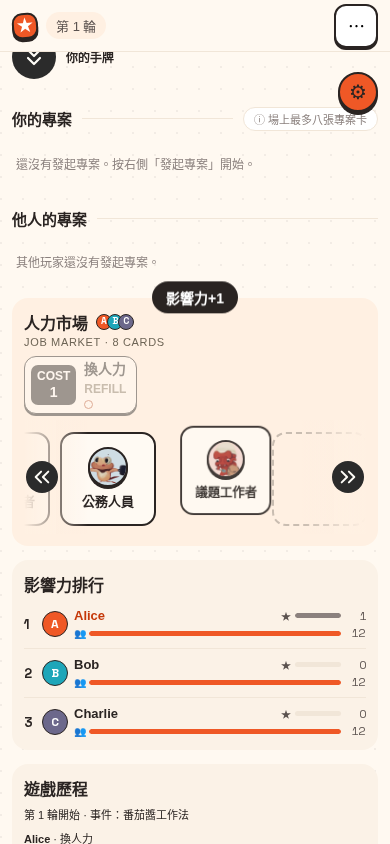 第 1 輪
...
你的手牌
你的專案
ⓘ 場上最多八張專案卡
還沒有發起專案。按右側「發起專案」開始。
他人的專案
其他玩家還沒有發起專案。
影響力+1
人力市場 A B C
JOB MARKET · 8 CARDS
COST
1
換人力
REFILL
者
公務人員
議題工作者
影響力排行
1 A Alice ★ 1
12
2 B Bob ★ 0
12
3 C Charlie ★ 0
12
遊戲歷程
第 1 輪開始 · 事件：番茄醬工作法
Alice · 換人力